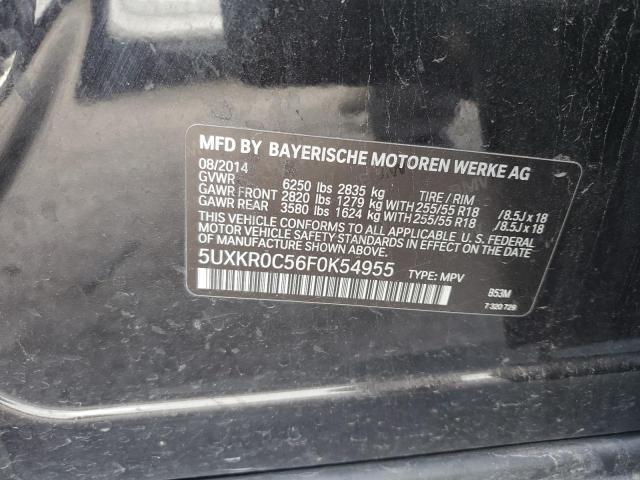 MFD BY BAYERISCHE MOTOREN WERKE AG
08/2014
GVWR 6250 lbs 2835 kg TIRE / RIM
GAWR FRONT 2820 lbs 1279 kg WITH 255/55 R18 /8.5J x 18
GAWR REAR 3580 lbs 1624 kg WITH 255/55 R18 /8.5J x 18
THIS VEHICLE CONFORMS TO ALL APPLICABLE U.S. FEDERAL
MOTOR VEHICLE SAFETY STANDARDS IN EFFECT ON THE DATE
OF MANUFACTURE SHOWN ABOVE.
5UXKR0C56F0K54955 TYPE: MPV
B53M
7 320 729